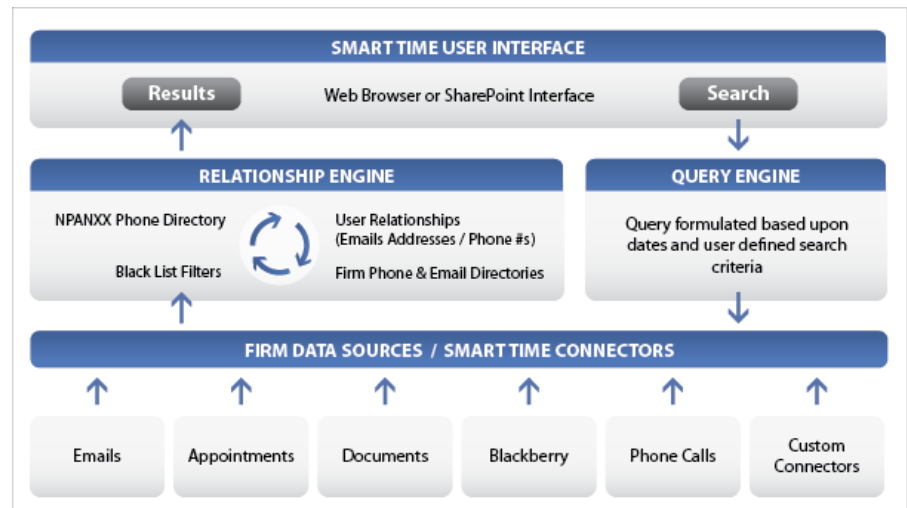 SMART TIME USER INTERFACE
Results
Web Browser or SharePoint Interface
Search
RELATIONSHIP ENGINE
NPANXX Phone Directory
Black List Filters
User Relationships
(Emails Addresses / Phone #s)
Firm Phone & Email Directories
QUERY ENGINE
Query formulated based upon
dates and user defined search
criteria
FIRM DATA SOURCES / SMART TIME CONNECTORS
Emails
Appointments
Documents
Blackberry
Phone Calls
Custom
Connectors